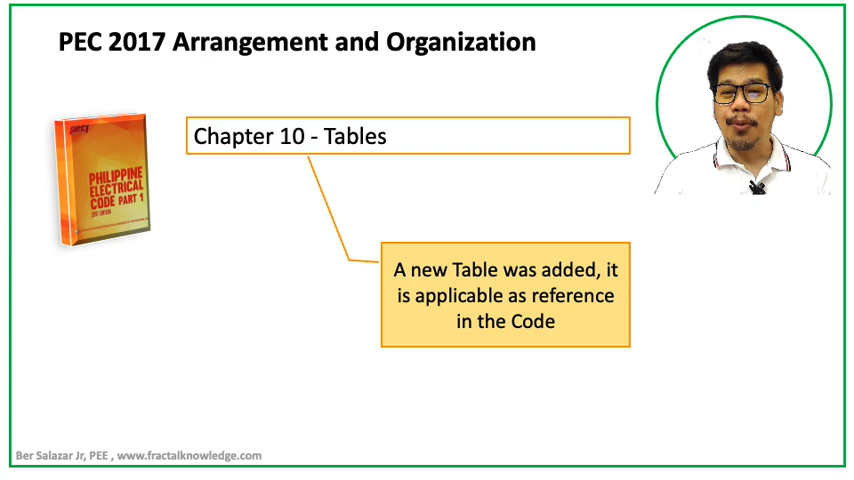 PEC 2017 Arrangement and Organization
Chapter 10 - Tables
PHILIPPINE
ELECTRICAL
CODE PART 1
A new Table was added, it
is applicable as reference
in the Code
Ber Salazar Jr, PEE , www.fractalknowledge.com